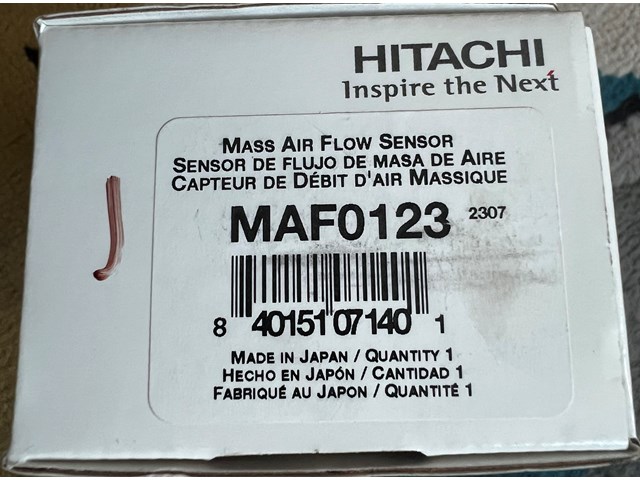 HITACHI
Inspire the Next
MASS AIR FLOW SENSOR
SENSOR DE FLUJO DE MASA DE AIRE
CAPTEUR DE DÉBIT D'AIR MASSIQUE
MAF0123 2307
8 40151 07140 1
MADE IN JAPAN / QUANTITY 1
HECHO EN JAPÓN / CANTIDAD 1
FABRIQUÉ AU JAPON / QUANTITÉ 1